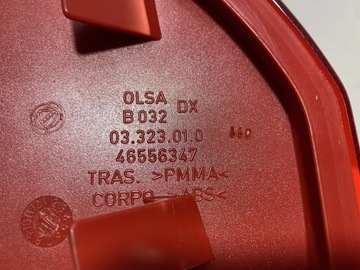 OLSA DX
B 032
03.323.01.0
46556347
TRAS. >PMMA<
CORPO >ABS<